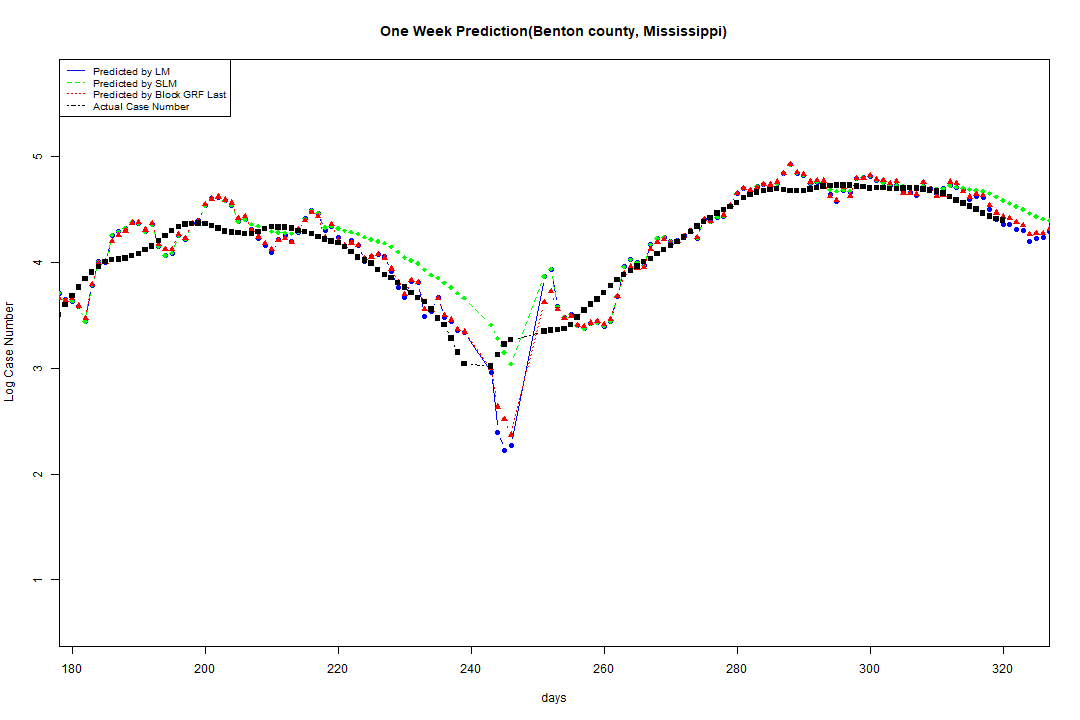 One Week Prediction(Benton county, Mississippi)
Predicted by LM
Predicted by SLM
Predicted by Block GRF Last
Actual Case Number
5
4
3
2
1
Log Case Number
180 200 220 240 260 280 300 320
days